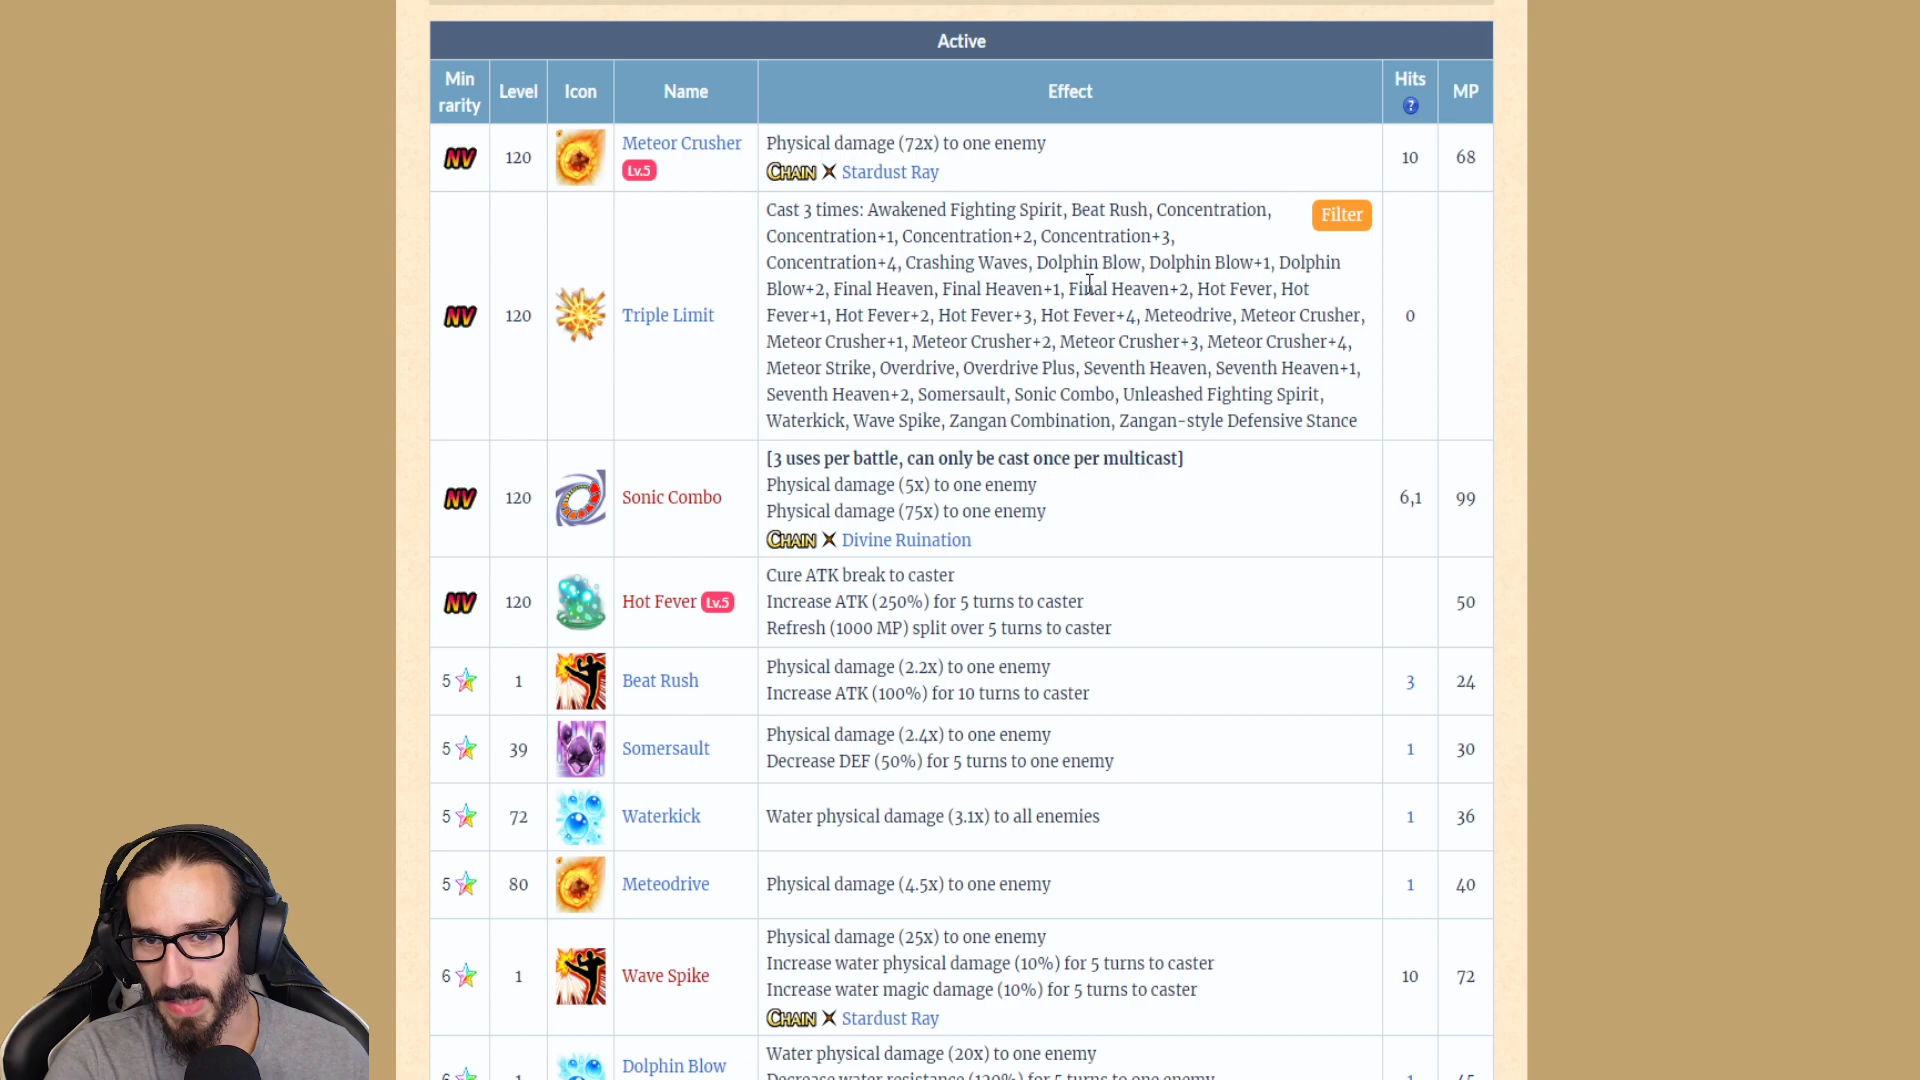 Active
Min rarity Level Icon Name Effect Hits ? MP
NV 120 Meteor Crusher Lv.5 Physical damage (72x) to one enemy 10 68
CHAIN Stardust Ray
Cast 3 times: Awakened Fighting Spirit, Beat Rush, Concentration, Filter
Concentration+1, Concentration+2, Concentration+3,
Concentration+4, Crashing Waves, Dolphin Blow, Dolphin Blow+1, Dolphin
Blow+2, Final Heaven, Final Heaven+1, Final Heaven+2, Hot Fever, Hot
NV 120 Triple Limit Fever+1, Hot Fever+2, Hot Fever+3, Hot Fever+4, Meteodrive, Meteor Crusher, 0
Meteor Crusher+1, Meteor Crusher+2, Meteor Crusher+3, Meteor Crusher+4,
Meteor Strike, Overdrive, Overdrive Plus, Seventh Heaven, Seventh Heaven+1,
Seventh Heaven+2, Somersault, Sonic Combo, Unleashed Fighting Spirit,
Waterkick, Wave Spike, Zangan Combination, Zangan-style Defensive Stance
[3 uses per battle, can only be cast once per multicast]
Physical damage (5x) to one enemy
NV 120 Sonic Combo Physical damage (75x) to one enemy 6,1 99
CHAIN Divine Ruination
Cure ATK break to caster
NV 120 Hot Fever Lv.5 Increase ATK (250%) for 5 turns to caster 50
Refresh (1000 MP) split over 5 turns to caster
5 1 Beat Rush Physical damage (2.2x) to one enemy 3 24
Increase ATK (100%) for 10 turns to caster
5 39 Somersault Physical damage (2.4x) to one enemy 1 30
Decrease DEF (50%) for 5 turns to one enemy
5 72 Waterkick Water physical damage (3.1x) to all enemies 1 36
5 80 Meteodrive Physical damage (4.5x) to one enemy 1 40
Physical damage (25x) to one enemy
6 1 Wave Spike Increase water physical damage (10%) for 5 turns to caster 10 72
Increase water magic damage (10%) for 5 turns to caster
CHAIN Stardust Ray
Dolphin Blow Water physical damage (20x) to one enemy
Decrease water resistance (120%) for 5 turns to one enemy